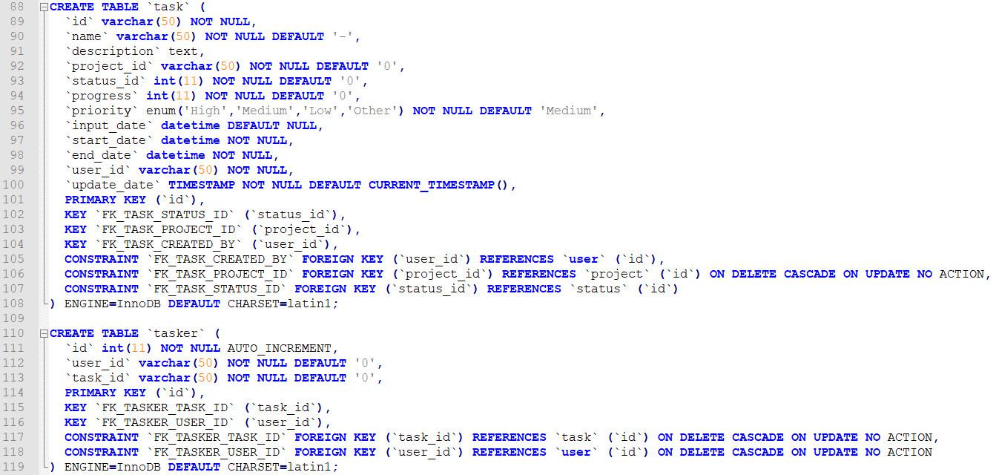 88 CREATE TABLE `task` (
89 `id` varchar(50) NOT NULL,
90 `name` varchar(50) NOT NULL DEFAULT '-',
91 `description` text,
92 `project_id` varchar(50) NOT NULL DEFAULT '0',
93 `status_id` int(11) NOT NULL DEFAULT '0',
94 `progress` int(11) NOT NULL DEFAULT '0',
95 `priority` enum('High','Medium','Low','Other') NOT NULL DEFAULT 'Medium',
96 `input_date` datetime DEFAULT NULL,
97 `start_date` datetime NOT NULL,
98 `end_date` datetime NOT NULL,
99 `user_id` varchar(50) NOT NULL,
100 `update_date` TIMESTAMP NOT NULL DEFAULT CURRENT_TIMESTAMP(),
101 PRIMARY KEY (`id`),
102 KEY `FK_TASK_STATUS_ID` (`status_id`),
103 KEY `FK_TASK_PROJECT_ID` (`project_id`),
104 KEY `FK_TASK_CREATED_BY` (`user_id`),
105 CONSTRAINT `FK_TASK_CREATED_BY` FOREIGN KEY (`user_id`) REFERENCES `user` (`id`),
106 CONSTRAINT `FK_TASK_PROJECT_ID` FOREIGN KEY (`project_id`) REFERENCES `project` (`id`) ON DELETE CASCADE ON UPDATE NO ACTION,
107 CONSTRAINT `FK_TASK_STATUS_ID` FOREIGN KEY (`status_id`) REFERENCES `status` (`id`)
108 ) ENGINE=InnoDB DEFAULT CHARSET=latin1;
109
110 CREATE TABLE `tasker` (
111 `id` int(11) NOT NULL AUTO_INCREMENT,
112 `user_id` varchar(50) NOT NULL DEFAULT '0',
113 `task_id` varchar(50) NOT NULL DEFAULT '0',
114 PRIMARY KEY (`id`),
115 KEY `FK_TASKER_TASK_ID` (`task_id`),
116 KEY `FK_TASKER_USER_ID` (`user_id`),
117 CONSTRAINT `FK_TASKER_TASK_ID` FOREIGN KEY (`task_id`) REFERENCES `task` (`id`) ON DELETE CASCADE ON UPDATE NO ACTION,
118 CONSTRAINT `FK_TASKER_USER_ID` FOREIGN KEY (`user_id`) REFERENCES `user` (`id`) ON DELETE CASCADE ON UPDATE NO ACTION
119 ) ENGINE=InnoDB DEFAULT CHARSET=latin1;